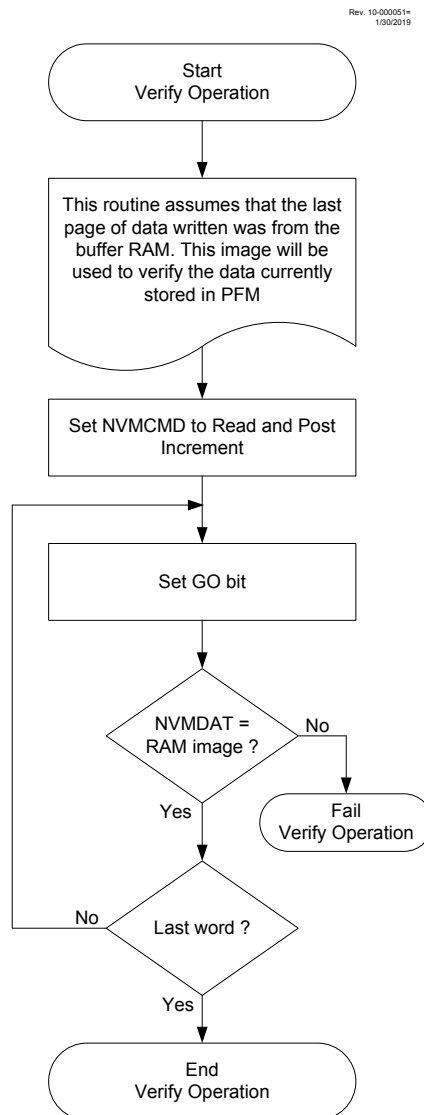 Rev. 10-000051=
1/30/2019
Start
Verify Operation
This routine assumes that the last
page of data written was from the
buffer RAM. This image will be
used to verify the data currently
stored in PFM
Set NVMCMD to Read and Post
Increment
Set GO bit
NVMDAT =
RAM image ?
No
Yes
Fail
Verify Operation
No
Last word ?
Yes
End
Verify Operation